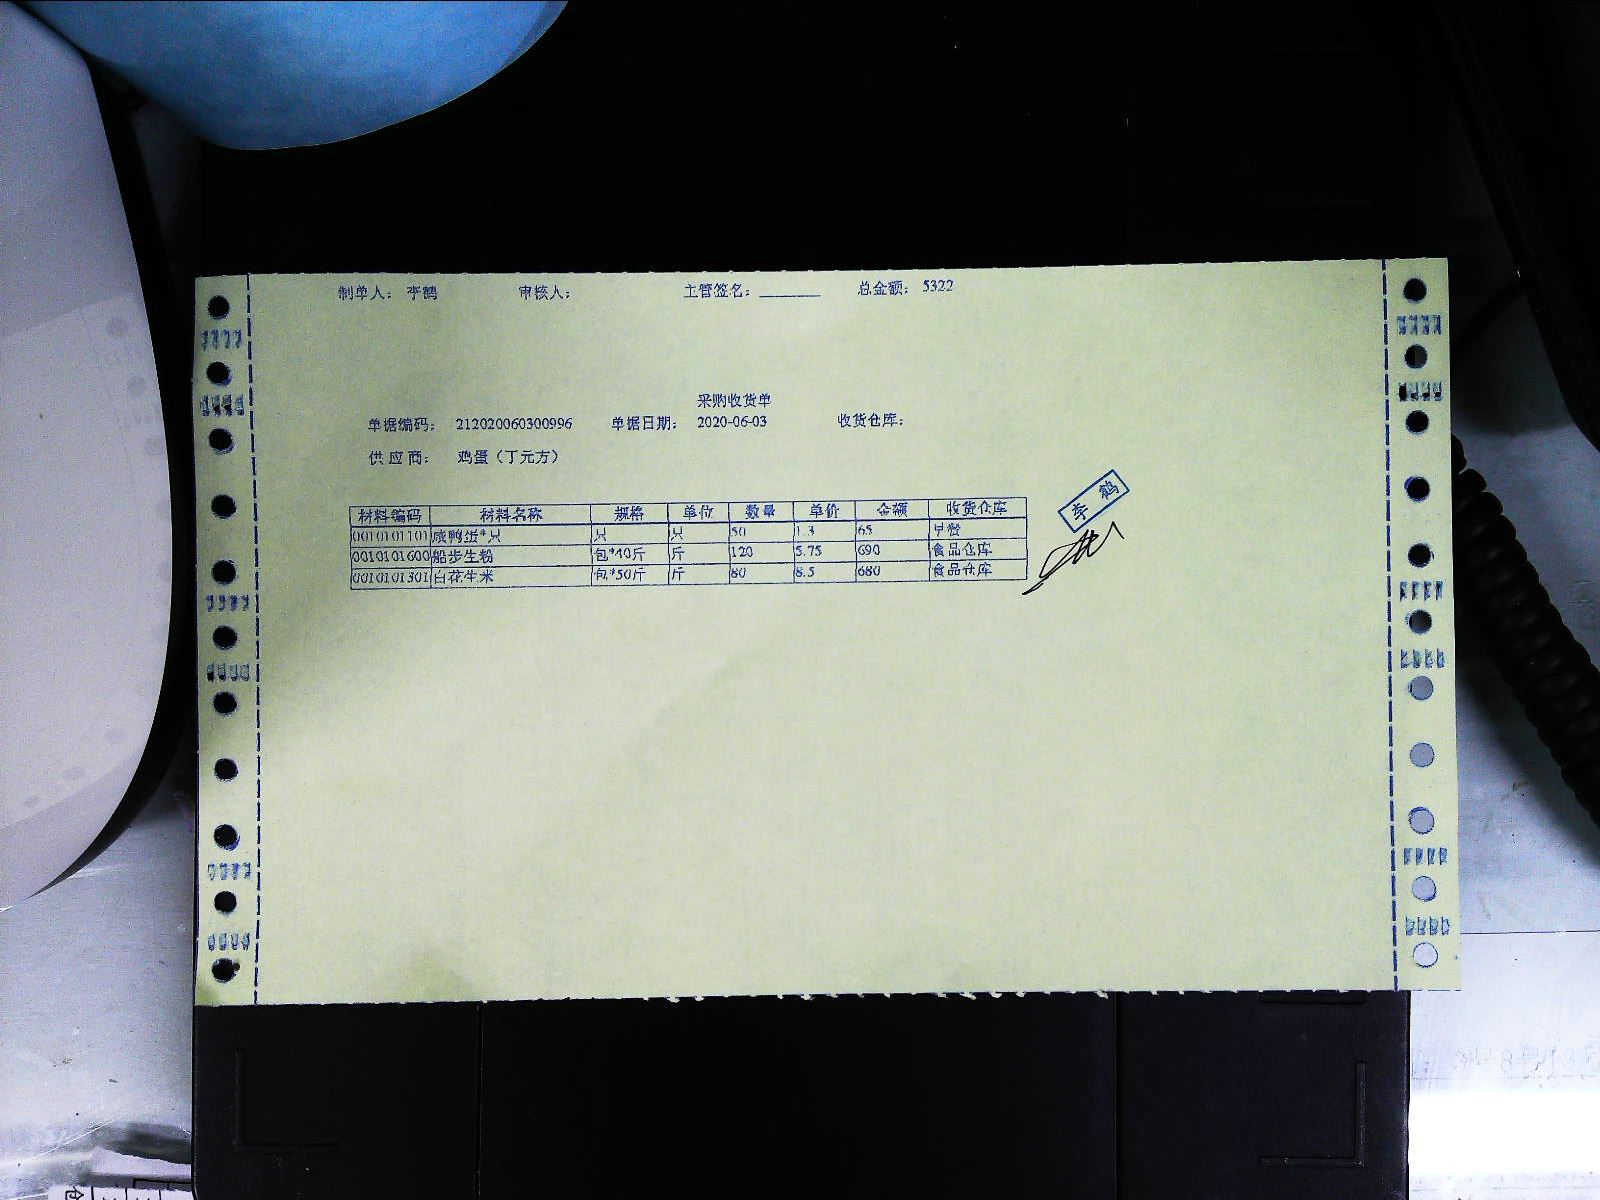 制单人： 李鹤 审核人： 主管签名：________ 总金额： 5322
采购收货单
单据编码： 212020060300996 单据日期： 2020-06-03 收货仓库：
供 应 商： 鸡蛋（丁元方）
材料编码 材料名称 规格 单位 数量 单价 金额 收货仓库
0010101101 咸鸭蛋*只 只 只 50 1.3 65 早餐
0010101600 船步生粉 包*40斤 斤 120 5.75 690 食品仓库
0010101301 白花生米 包*50斤 斤 80 8.5 680 食品仓库
李鹤